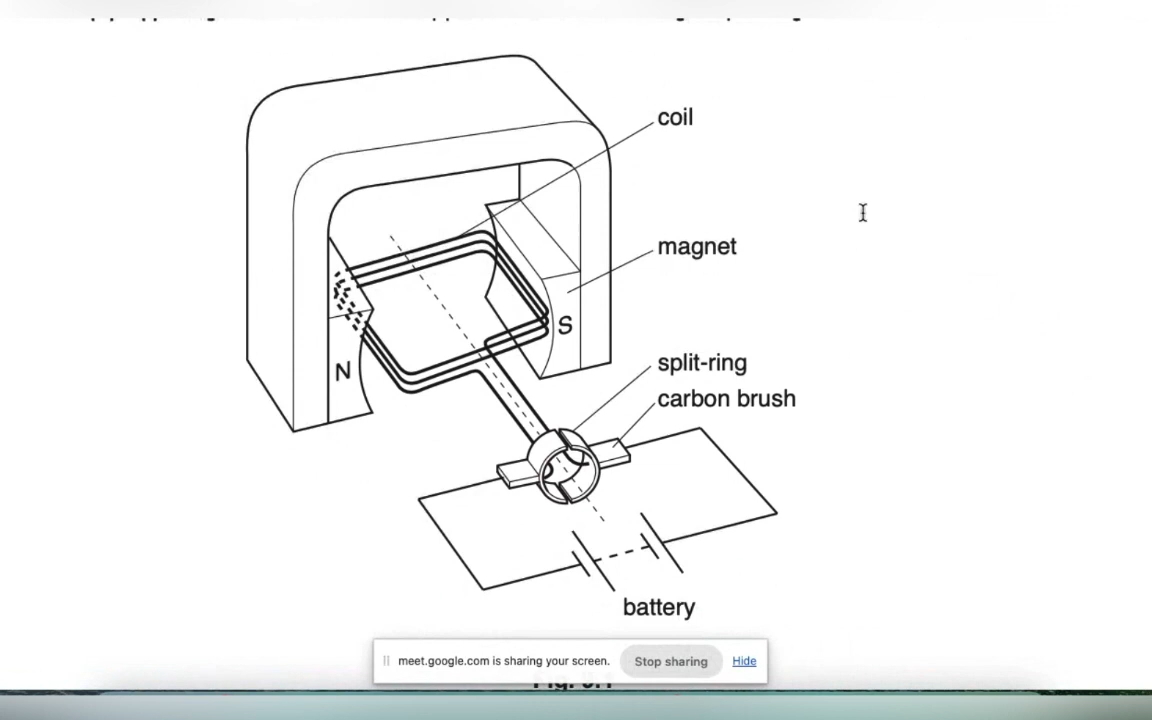 coil
magnet
S
N
split-ring
carbon brush
battery
meet.google.com is sharing your screen. Stop sharing Hide